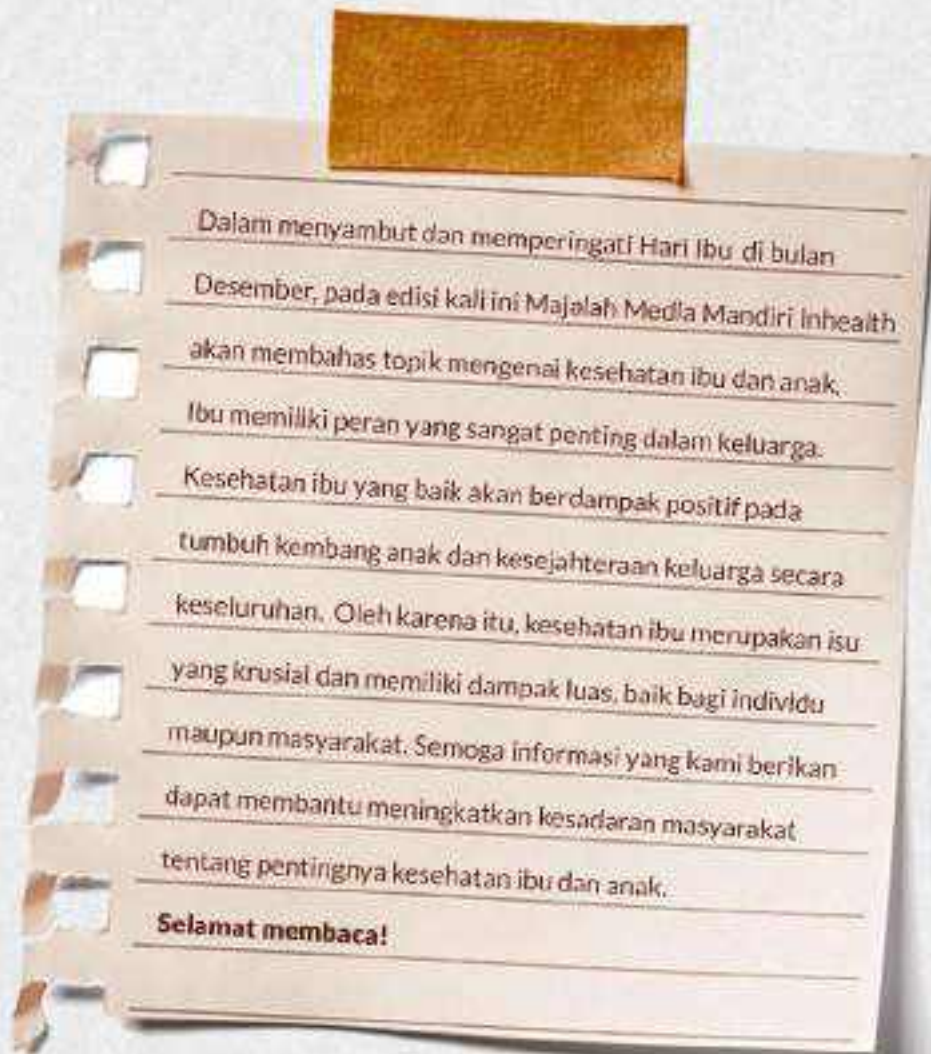 Dalam menyambut dan memperingati Hari Ibu di bulan
Desember, pada edisi kali ini Majalah Media Mandiri Inhealth
akan membahas topik mengenai kesehatan ibu dan anak.
Ibu memiliki peran yang sangat penting dalam keluarga.
Kesehatan ibu yang baik akan berdampak positif pada
tumbuh kembang anak dan kesejahteraan keluarga secara
keseluruhan. Oleh karena itu, kesehatan ibu merupakan isu
yang krusial dan memiliki dampak luas, baik bagi individu
maupun masyarakat. Semoga informasi yang kami berikan
dapat membantu meningkatkan kesadaran masyarakat
tentang pentingnya kesehatan ibu dan anak.
Selamat membaca!